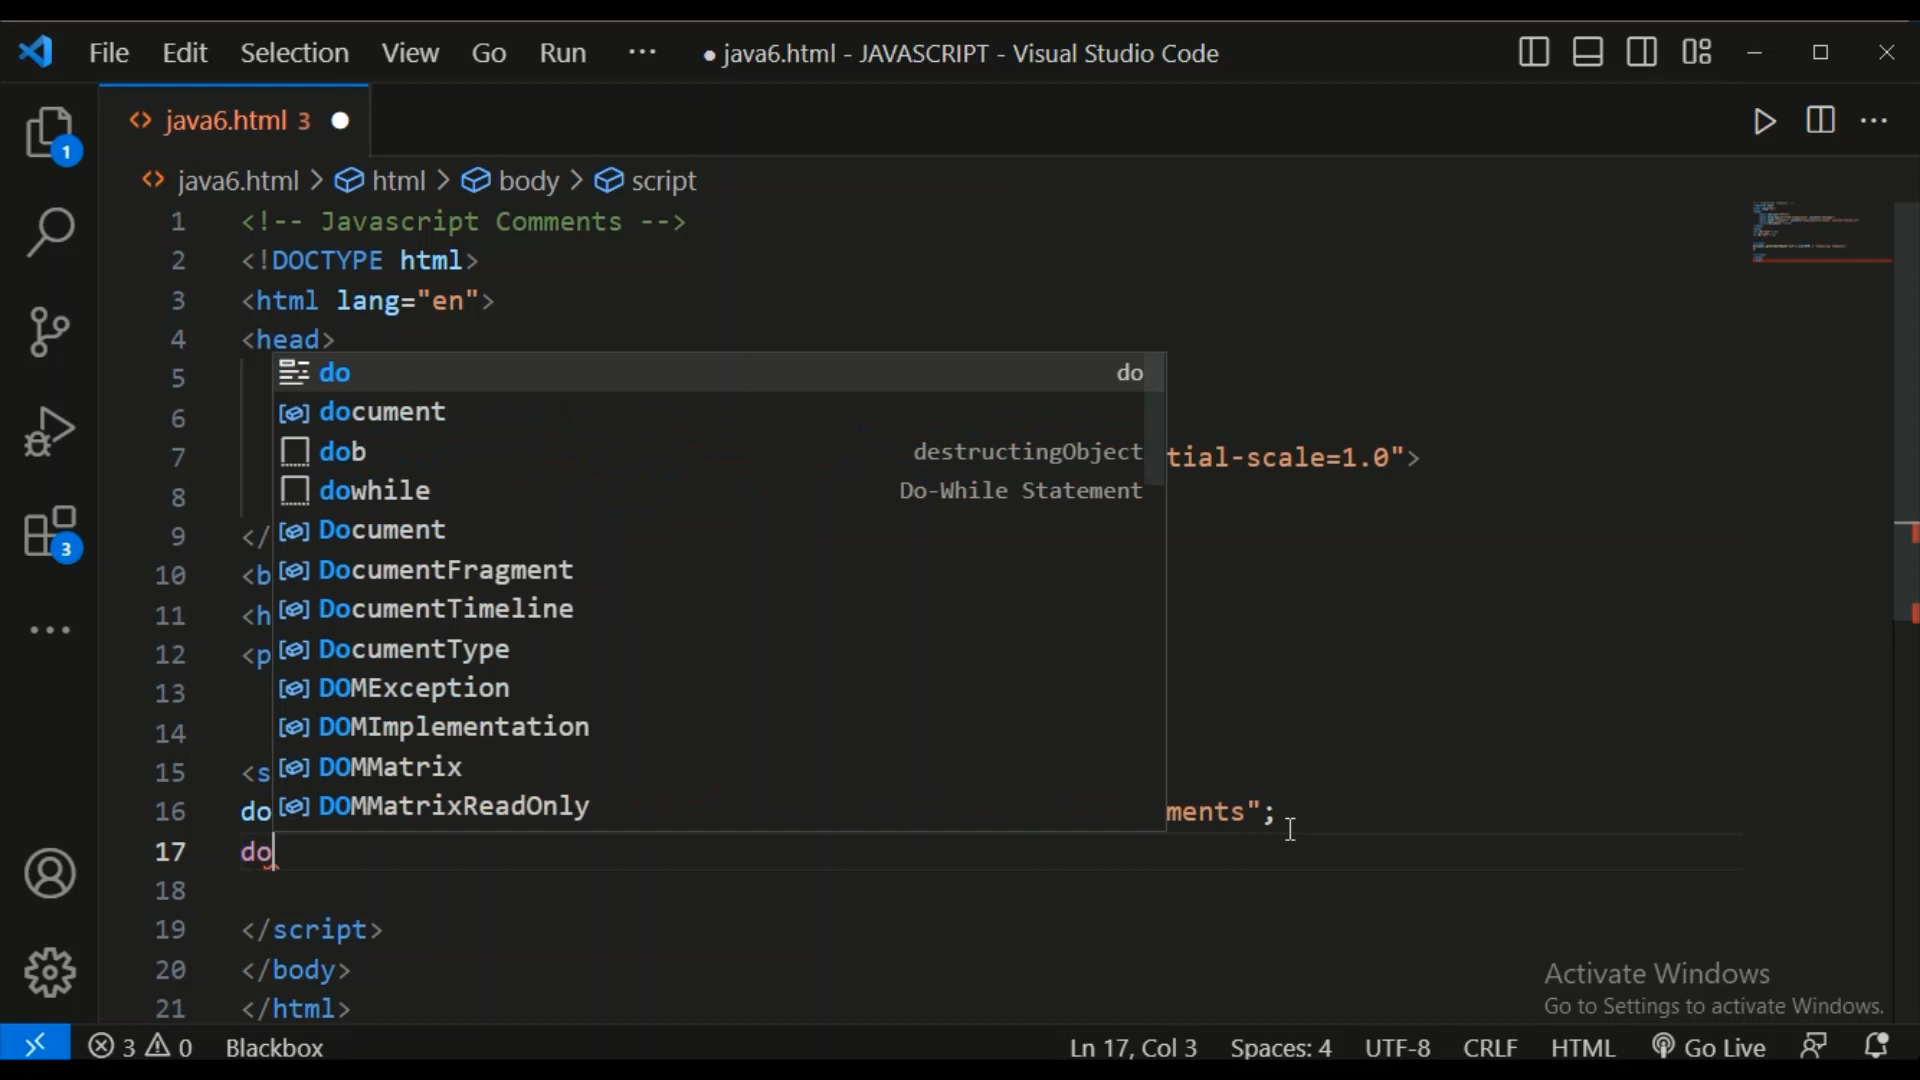 File Edit Selection View Go Run ··· ● java6.html - JAVASCRIPT - Visual Studio Code
java6.html 3
java6.html > html > body > script
1 <!-- Javascript Comments -->
2 <!DOCTYPE html>
3 <html lang="en">
4 <head>
do do
5
document
6
dob destructingObject
7 tial-scale=1.0">
dowhile Do-While Statement
8
Document
9 </
DocumentFragment
10 <b
DocumentTimeline
11 <h
DocumentType
12 <p
DOMException
13
DOMImplementation
14
DOMMatrix
15 <s
DOMMatrixReadOnly
16 do ments";
17 do
18
19 </script>
20 </body>
21 </html>
1
3
Activate Windows
Go to Settings to activate Windows.
3 0 Blackbox Ln 17, Col 3 Spaces: 4 UTF-8 CRLF HTML Go Live